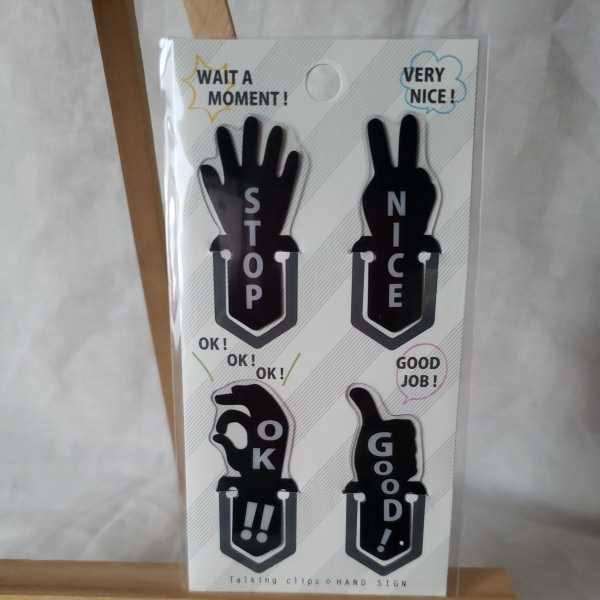 WAIT A
MOMENT!
VERY
NICE!
STOP
NICE
OK!
OK!
OK!
GOOD
JOB!
OK
!!
GOOD!
Talking clips HAND SIGN